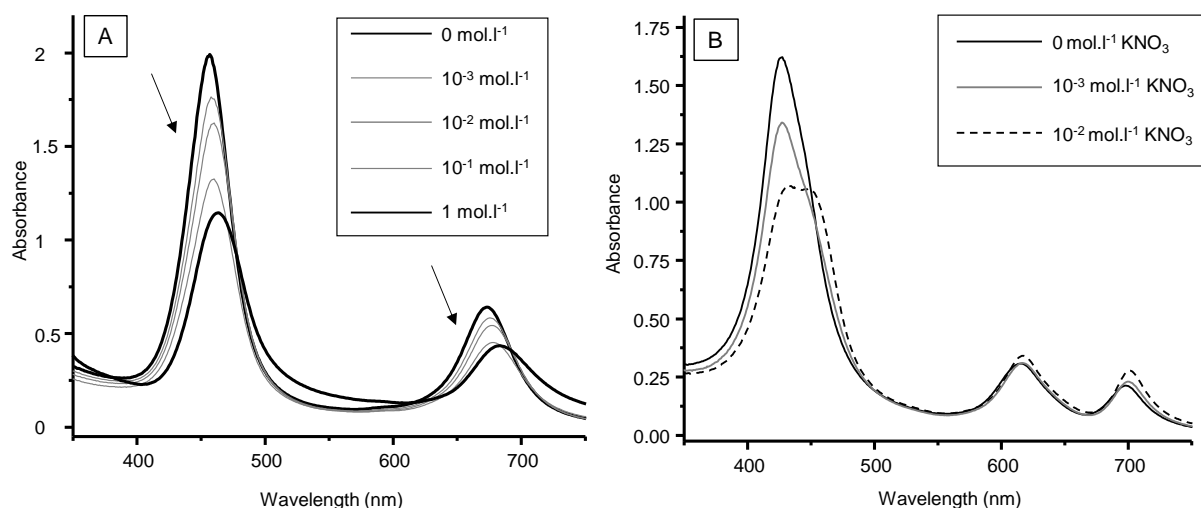 A
0 mol.l⁻¹
10⁻³ mol.l⁻¹
10⁻² mol.l⁻¹
10⁻¹ mol.l⁻¹
1 mol.l⁻¹
2
1.5
1
0.5
0
Absorbance
400 500 600 700
Wavelength (nm)
B
0 mol.l⁻¹ KNO₃
10⁻³ mol.l⁻¹ KNO₃
10⁻² mol.l⁻¹ KNO₃
1.75
1.50
1.25
1.00
0.75
0.50
0.25
0.00
Absorbance
400 500 600 700
Wavelength (nm)